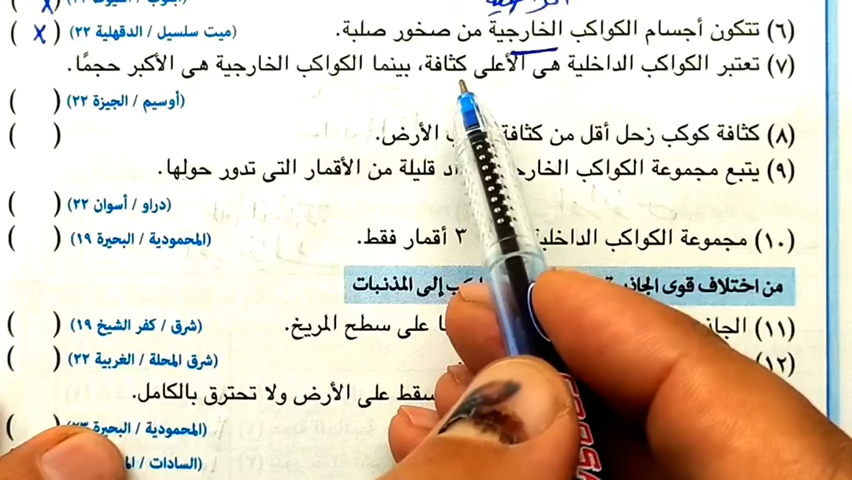 (٦) تتكون أجسام الكواكب الخارجية من صخور صلبة. (ميت سلسيل / الدقهلية ٢٢) ( x )
(٧) تعتبر الكواكب الداخلية هى الأعلى كثافة، بينما الكواكب الخارجية هى الأكبر حجمًا.
(أوسيم / الجيزة ٢٢) ( )
(٨) كثافة كوكب زحل أقل من كثافة الأرض. ( )
(٩) يتبع مجموعة الكواكب قليلة من الأقمار التى تدور حولها.
(دراو / أسوان ٢٢) ( )
(١٠) مجموعة الكواكب ٣ أقمار فقط. (المحمودية / البحيرة ١٩) ( )
من اختلاف قوى إلى المذنبات
(١١) على سطح المريخ. (شرق / كفر الشيخ ١٩) ( )
(١٢) (شرق المحلة / الغربية ٢٢) ( )
على الأرض ولا تحترق بالكامل.
(المحمودية / البحيرة ٢٣) (
(السادات /